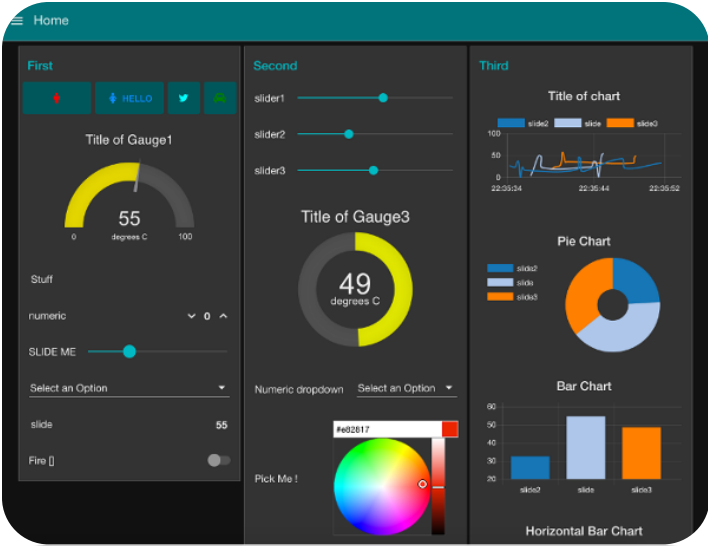 Home
First
HELLO
Title of Gauge1
55
degrees C
0
100
Stuff
numeric
0
SLIDE ME
Select an Option
slide
55
Fire []
Second
slider1
slider2
slider3
Title of Gauge3
49
degrees C
Numeric dropdown
Select an Option
#e82817
Pick Me !
Third
Title of chart
slide2
slide
slide3
100
50
0
22:35:34
22:35:44
22:35:52
Pie Chart
slide2
slide
slide3
Bar Chart
60
50
40
30
20
slide2
slide
slide3
Horizontal Bar Chart